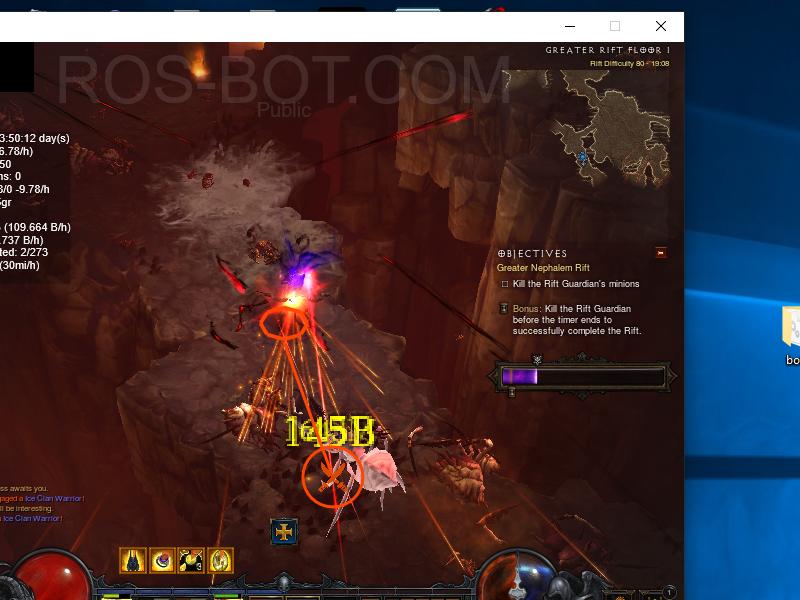 GREATER RIFT FLOOR 1
Rift Difficulty 80 - 19:08
ROS-BOT.COM
Public
3:50:12 day(s)
6.78/h)
50
ns: 0
3/0 -9.78/h
gr
(109.664 B/h)
.737 B/h)
ted: 2/273
(30mi/h)
OBJECTIVES
Greater Nephalem Rift
Kill the Rift Guardian's minions
Bonus: Kill the Rift Guardian
before the timer ends to
successfully complete the Rift.
bo
145B
ss awaits you.
gaged a Ice Clan Warrior!
ll be interesting.
a Ice Clan Warrior!
1